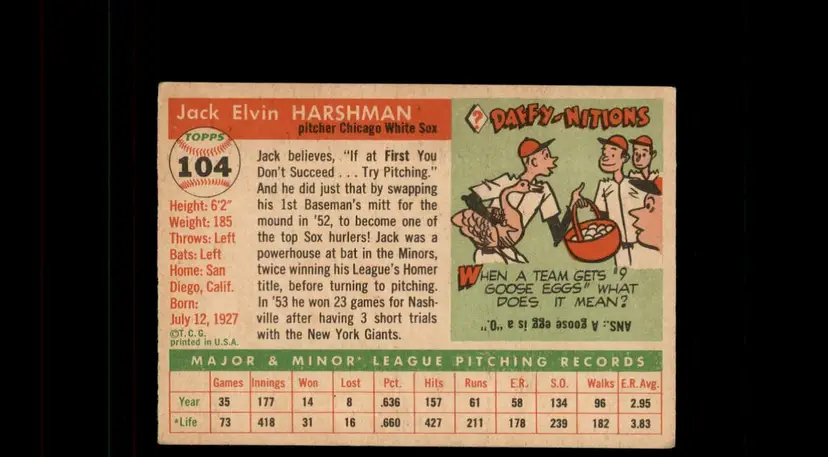 Jack Elvin HARSHMAN
pitcher Chicago White Sox
TOPPS
104
Height: 6'2"
Weight: 185
Throws: Left
Bats: Left
Home: San
Diego, Calif.
Born:
July 12, 1927
©T.C.G.
printed in U.S.A.
Jack believes, "If at First You
Don't Succeed . . . Try Pitching."
And he did just that by swapping
his 1st Baseman's mitt for the
mound in '52, to become one of
the top Sox hurlers! Jack was a
powerhouse at bat in the Minors,
twice winning his League's Homer
title, before turning to pitching.
In '53 he won 23 games for Nash-
ville after having 3 short trials
with the New York Giants.
? DAFFY-NITIONS
WHEN A TEAM GETS "9
GOOSE EGGS" WHAT
DOES IT MEAN?
ANS.: A goose egg is a "O."
MAJOR & MINOR* LEAGUE PITCHING RECORDS
Games Innings Won Lost Pct. Hits Runs E.R. S.O. Walks E.R.Avg.
Year 35 177 14 8 .636 157 61 58 134 96 2.95
*Life 73 418 31 16 .660 427 211 178 239 182 3.83